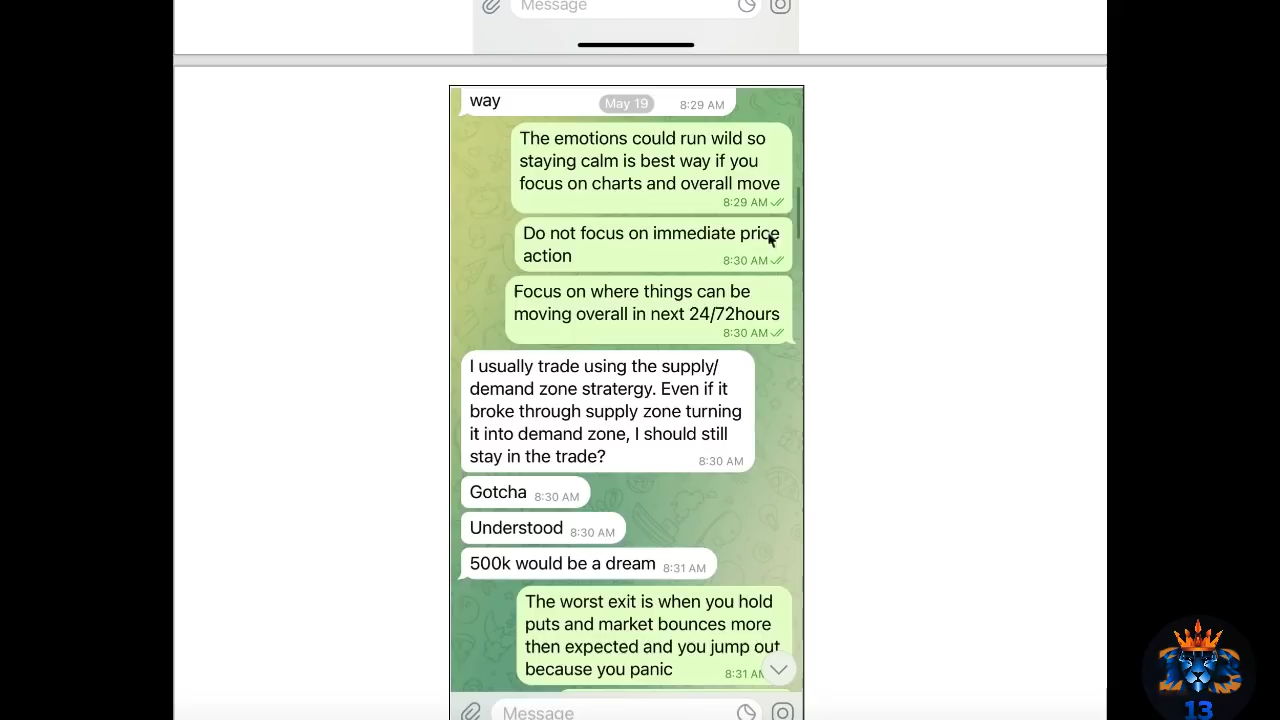 Message
way
May 19
8:29 AM
The emotions could run wild so
staying calm is best way if you
focus on charts and overall move
8:29 AM
Do not focus on immediate price
action
8:30 AM
Focus on where things can be
moving overall in next 24/72hours
8:30 AM
I usually trade using the supply/
demand zone stratergy. Even if it
broke through supply zone turning
it into demand zone, I should still
stay in the trade?
8:30 AM
Gotcha 8:30 AM
Understood 8:30 AM
500k would be a dream 8:31 AM
The worst exit is when you hold
puts and market bounces more
then expected and you jump out
because you panic
8:31 AM
Message
13